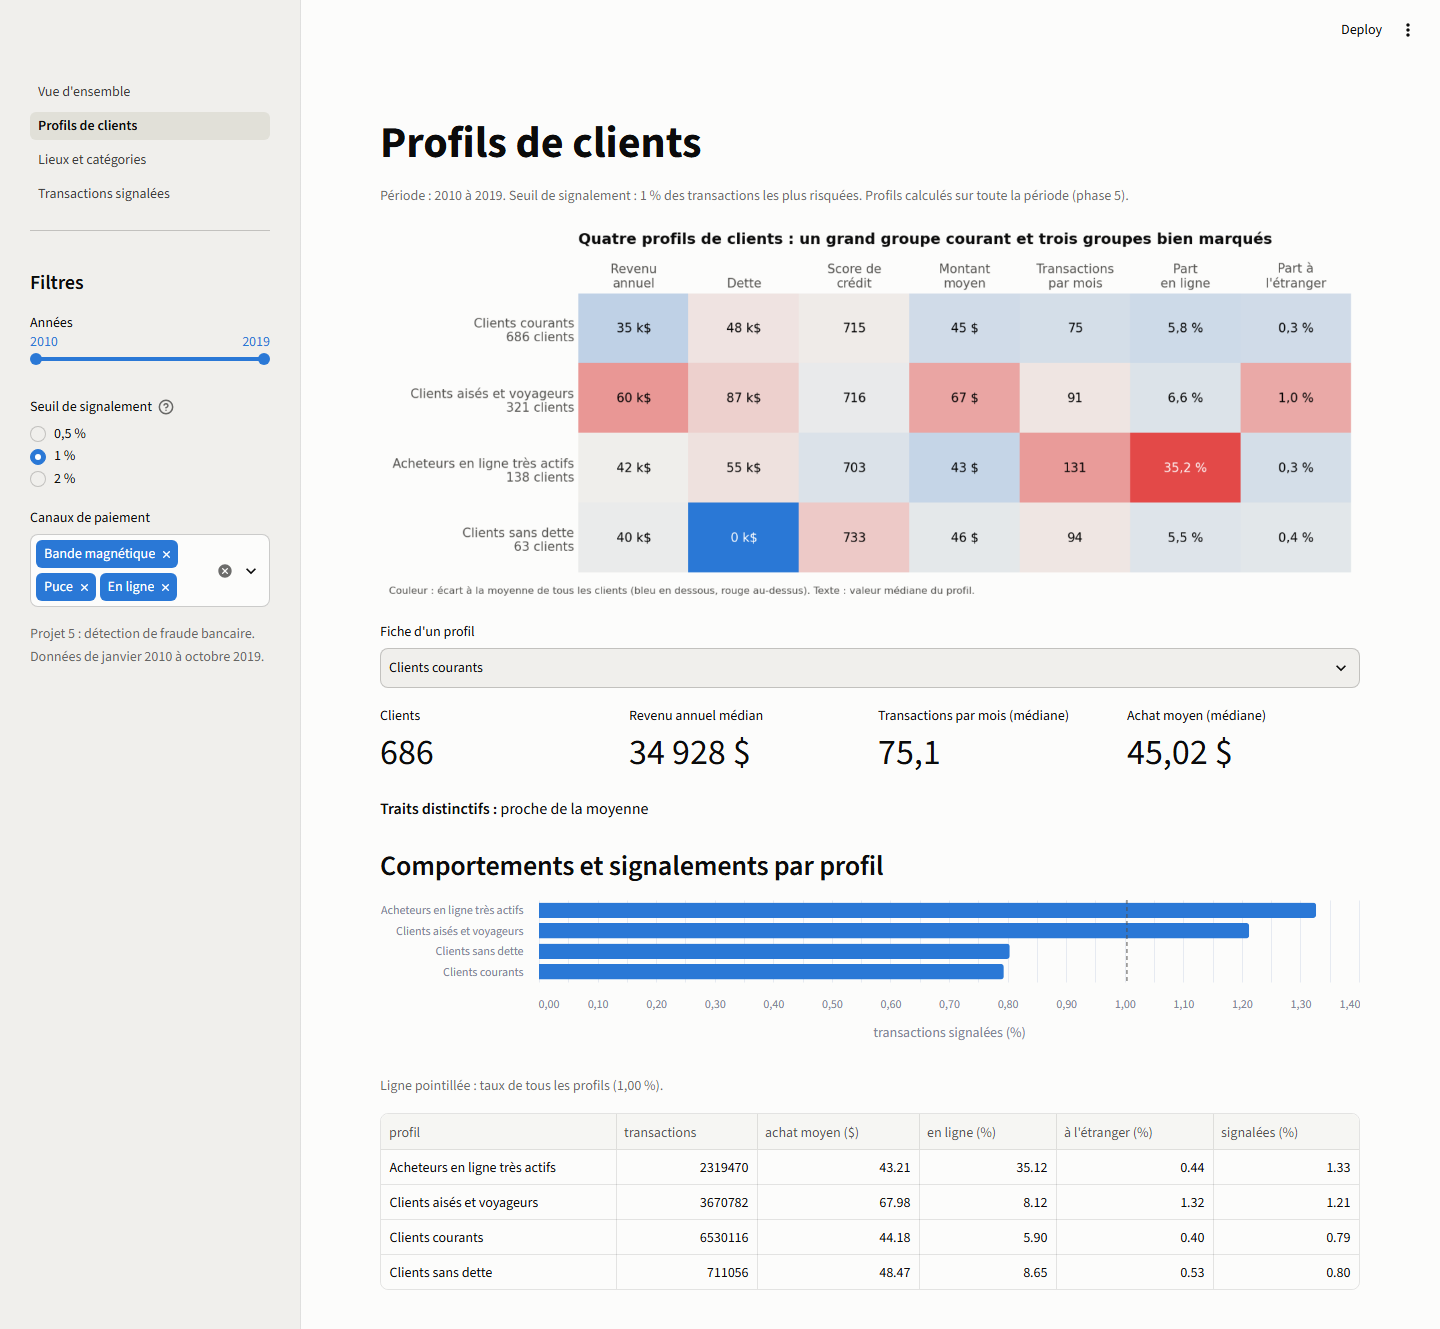 Deploy
Vue d'ensemble
Profils de clients
Lieux et catégories
Transactions signalées
Filtres
Années
2010 2019
Seuil de signalement
0,5 %
1 %
2 %
Canaux de paiement
Bande magnétique ×
Puce × En ligne ×
Projet 5 : détection de fraude bancaire.
Données de janvier 2010 à octobre 2019.
Profils de clients
Période : 2010 à 2019. Seuil de signalement : 1 % des transactions les plus risquées. Profils calculés sur toute la période (phase 5).
Quatre profils de clients : un grand groupe courant et trois groupes bien marqués
Revenu annuel Dette Score de crédit Montant moyen Transactions par mois Part en ligne Part à l'étranger
Clients courants
686 clients
35 k$ 48 k$ 715 45 $ 75 5,8 % 0,3 %
Clients aisés et voyageurs
321 clients
60 k$ 87 k$ 716 67 $ 91 6,6 % 1,0 %
Acheteurs en ligne très actifs
138 clients
42 k$ 55 k$ 703 43 $ 131 35,2 % 0,3 %
Clients sans dette
63 clients
40 k$ 0 k$ 733 46 $ 94 5,5 % 0,4 %
Couleur : écart à la moyenne de tous les clients (bleu en dessous, rouge au-dessus). Texte : valeur médiane du profil.
Fiche d'un profil
Clients courants
Clients Revenu annuel médian Transactions par mois (médiane) Achat moyen (médiane)
686 34 928 $ 75,1 45,02 $
Traits distinctifs : proche de la moyenne
Comportements et signalements par profil
Acheteurs en ligne très actifs
Clients aisés et voyageurs
Clients sans dette
Clients courants
0,00 0,10 0,20 0,30 0,40 0,50 0,60 0,70 0,80 0,90 1,00 1,10 1,20 1,30 1,40
transactions signalées (%)
Ligne pointillée : taux de tous les profils (1,00 %).
profil transactions achat moyen ($) en ligne (%) à l'étranger (%) signalées (%)
Acheteurs en ligne très actifs 2319470 43.21 35.12 0.44 1.33
Clients aisés et voyageurs 3670782 67.98 8.12 1.32 1.21
Clients courants 6530116 44.18 5.90 0.40 0.79
Clients sans dette 711056 48.47 8.65 0.53 0.80